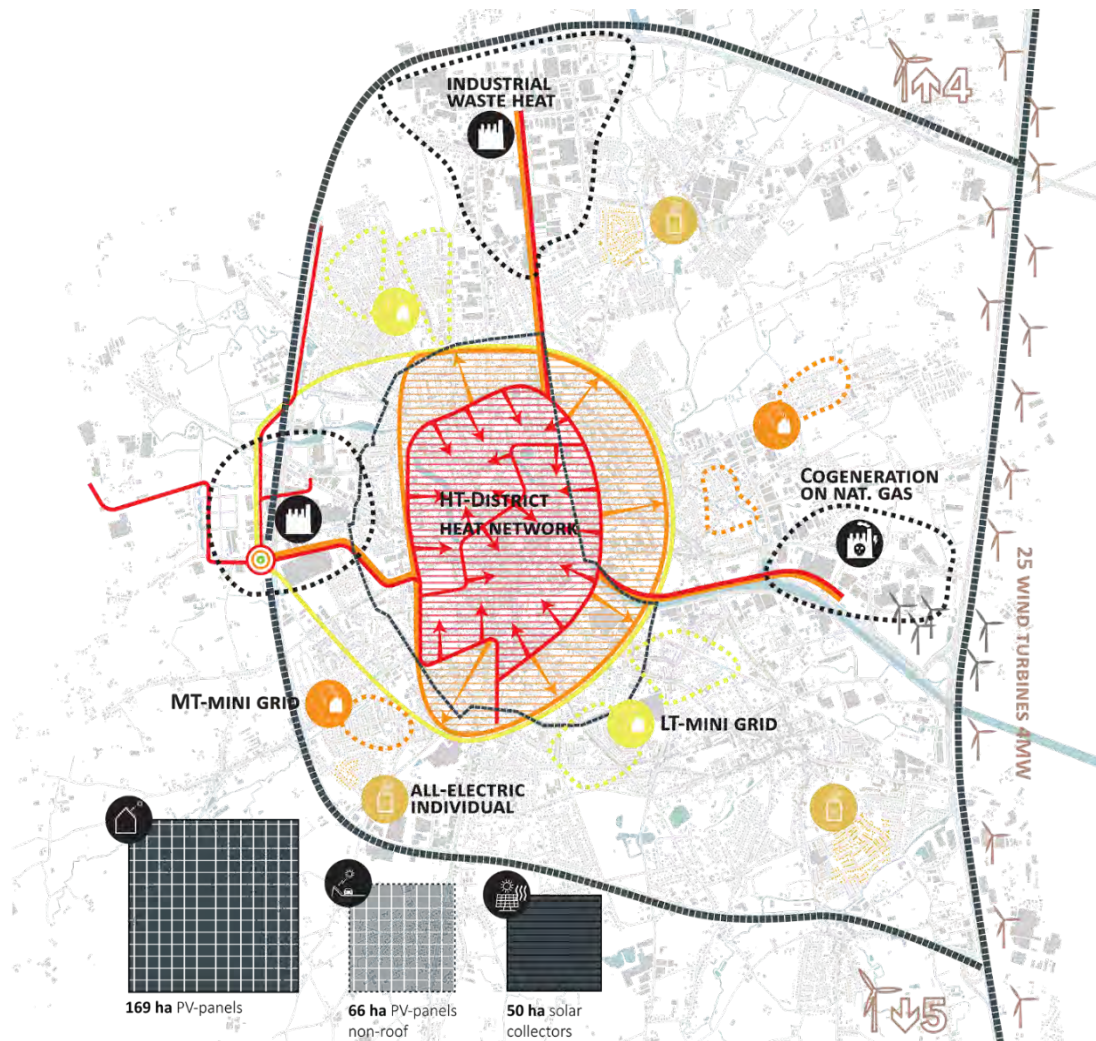 INDUSTRIAL
WASTE HEAT
4
COGENERATION
ON NAT. GAS
HT-DISTRICT
HEAT NETWORK
25 WIND TURBINES 4MW
MT-MINI GRID
LT-MINI GRID
ALL-ELECTRIC
INDIVIDUAL
5
169 ha PV-panels
66 ha PV-panels
non-roof
50 ha solar
collectors